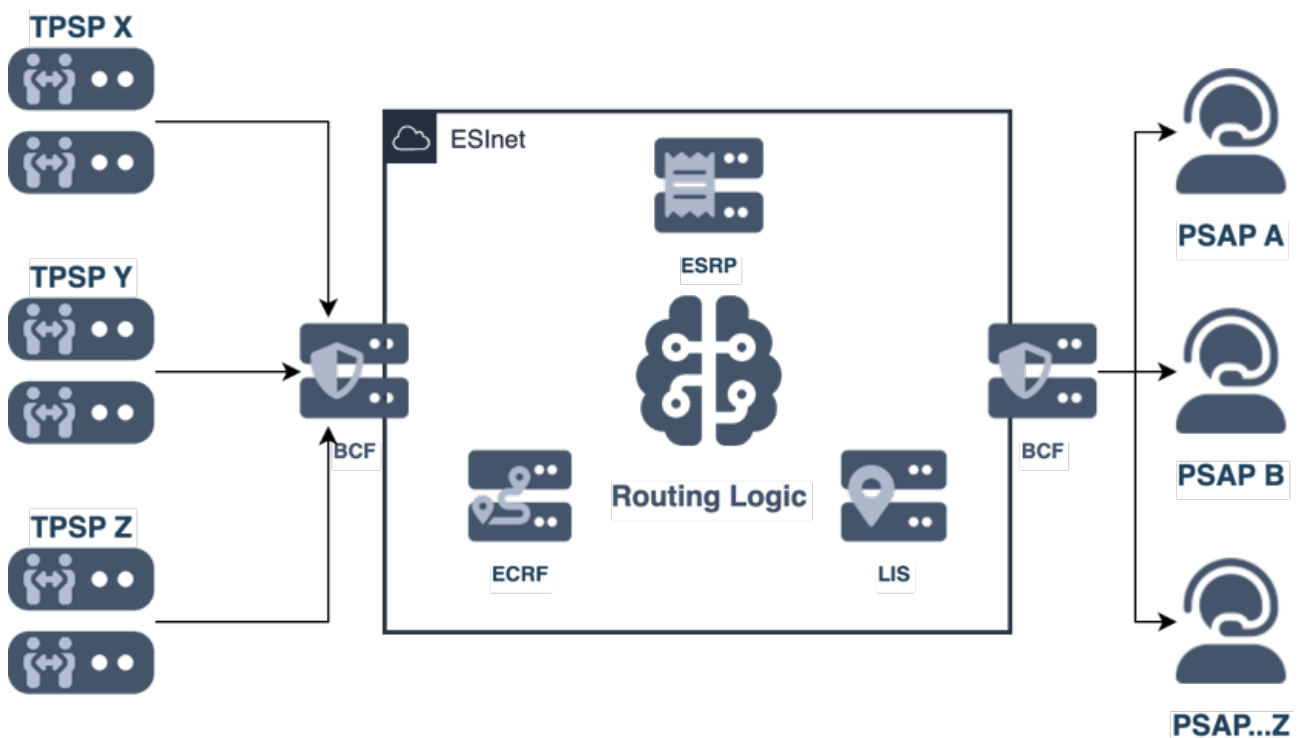 TPSP X
ESInet
ESRP
PSAP A
TPSP Y
BCF
BCF
Routing Logic
PSAP B
TPSP Z
ECRF
LIS
PSAP...Z